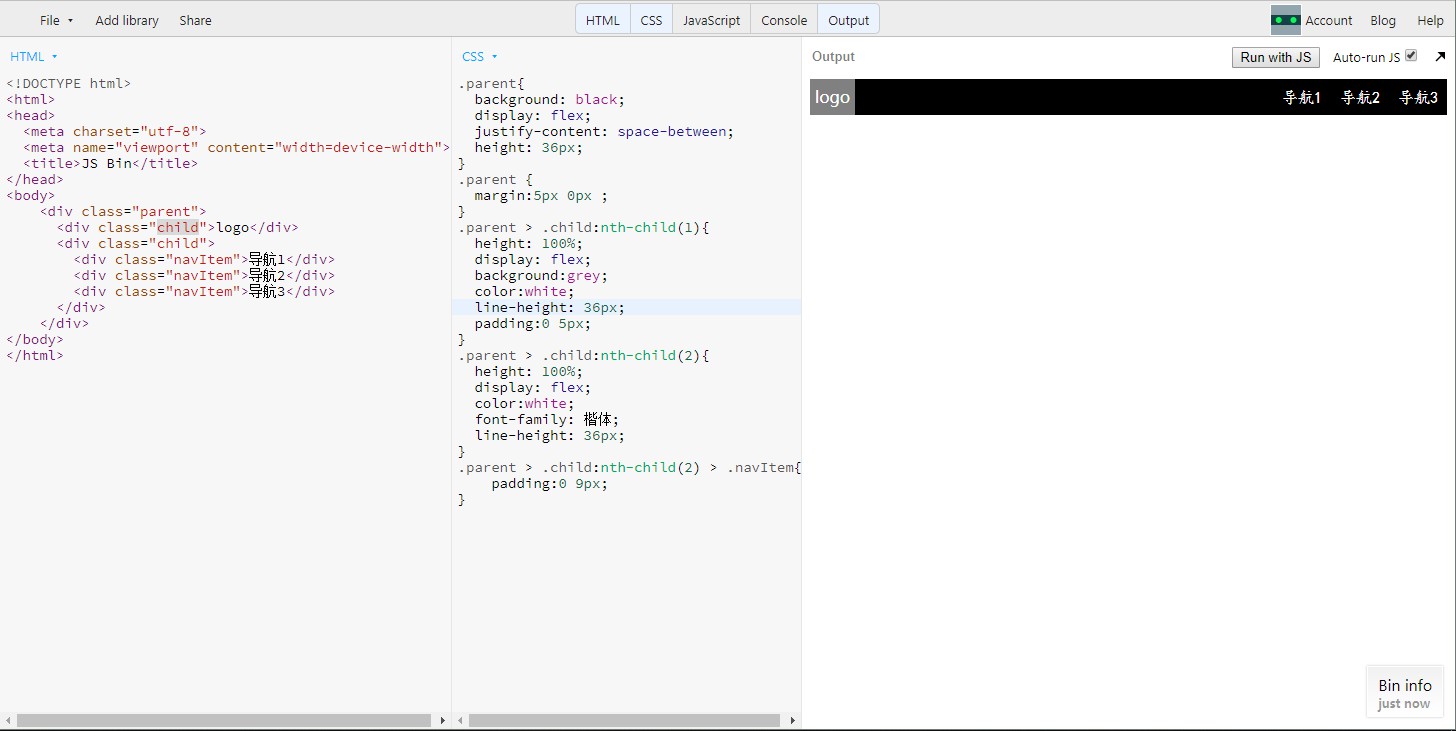 File Add library Share HTML CSS JavaScript Console Output Account Blog Help
HTML
<!DOCTYPE html>
<html>
<head>
<meta charset="utf-8">
<meta name="viewport" content="width=device-width">
<title>JS Bin</title>
</head>
<body>
<div class="parent">
<div class="child">logo</div>
<div class="child">
<div class="navItem">导航1</div>
<div class="navItem">导航2</div>
<div class="navItem">导航3</div>
</div>
</div>
</body>
</html>
CSS
.parent{
background: black;
display: flex;
justify-content: space-between;
height: 36px;
}
.parent {
margin:5px 0px ;
}
.parent > .child:nth-child(1){
height: 100%;
display: flex;
background:grey;
color:white;
line-height: 36px;
padding:0 5px;
}
.parent > .child:nth-child(2){
height: 100%;
display: flex;
color:white;
font-family: 楷体;
line-height: 36px;
}
.parent > .child:nth-child(2) > .navItem{
padding:0 9px;
}
Output Run with JS Auto-run JS
logo 导航1 导航2 导航3
Bin info
just now